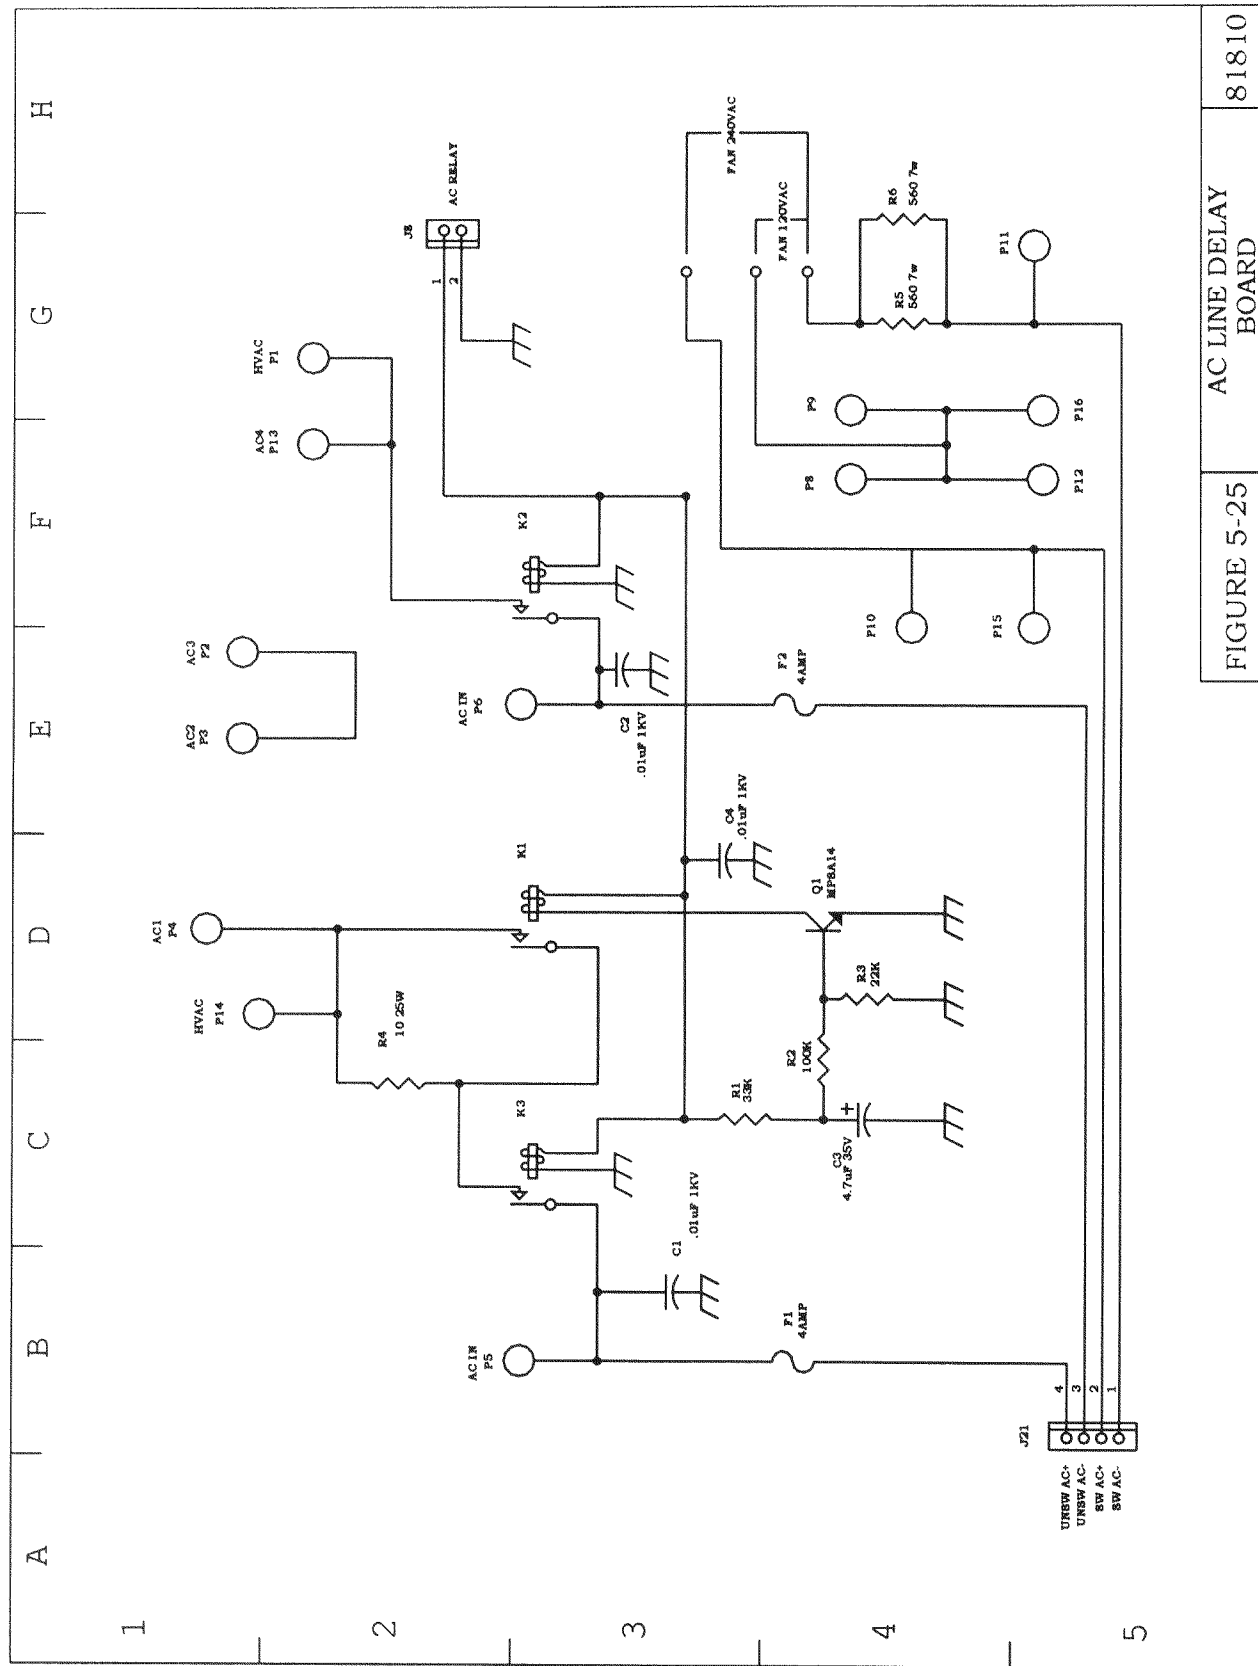 A B C D E F G H
1
2
3
4
5
HVAC
P14
AC1
P4
AC2
P3
AC3
P2
AC4
P13
HVAC
P1
J8
1
2
AC RELAY
R4
10 25W
K3
K1
K2
AC IN
P5
AC IN
P6
C1
.01uF 1KV
C2
.01uF 1KV
C4
.01uF 1KV
R1
33K
R2
100K
R3
22K
+
C3
4.7uF 35V
Q1
MPSA14
F1
4AMP
F2
4AMP
FAN 240VAC
FAN 120VAC
R5
560 7w
R6
560 7w
P8
P9
P10
P15
P12
P16
P11
J21
4
3
2
1
UNSW AC+
UNSW AC-
SW AC+
SW AC-
FIGURE 5-25
AC LINE DELAY
BOARD
81810